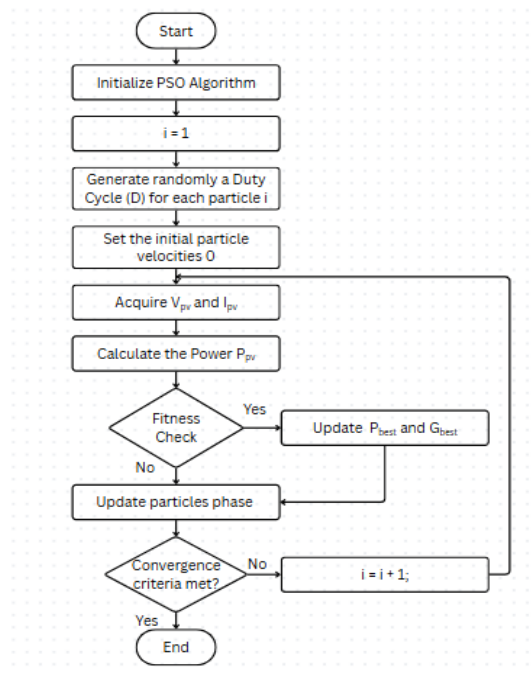 Start
Initialize PSO Algorithm
i = 1
Generate randomly a Duty
Cycle (D) for each particle i
Set the initial particle
velocities 0
Acquire Vpv and Ipv
Calculate the Power Ppv
Fitness
Check
Yes
Update Pbest and Gbest
No
Update particles phase
Convergence
criteria met?
No
i = i + 1;
Yes
End